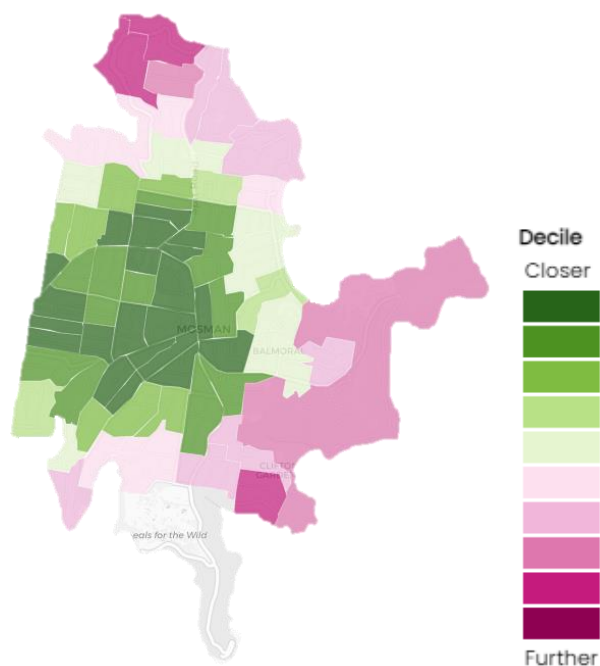 Decile
Closer
MOSMAN
BALMORAL
CLIFTON
GARDENS
eals for the Wild
Further